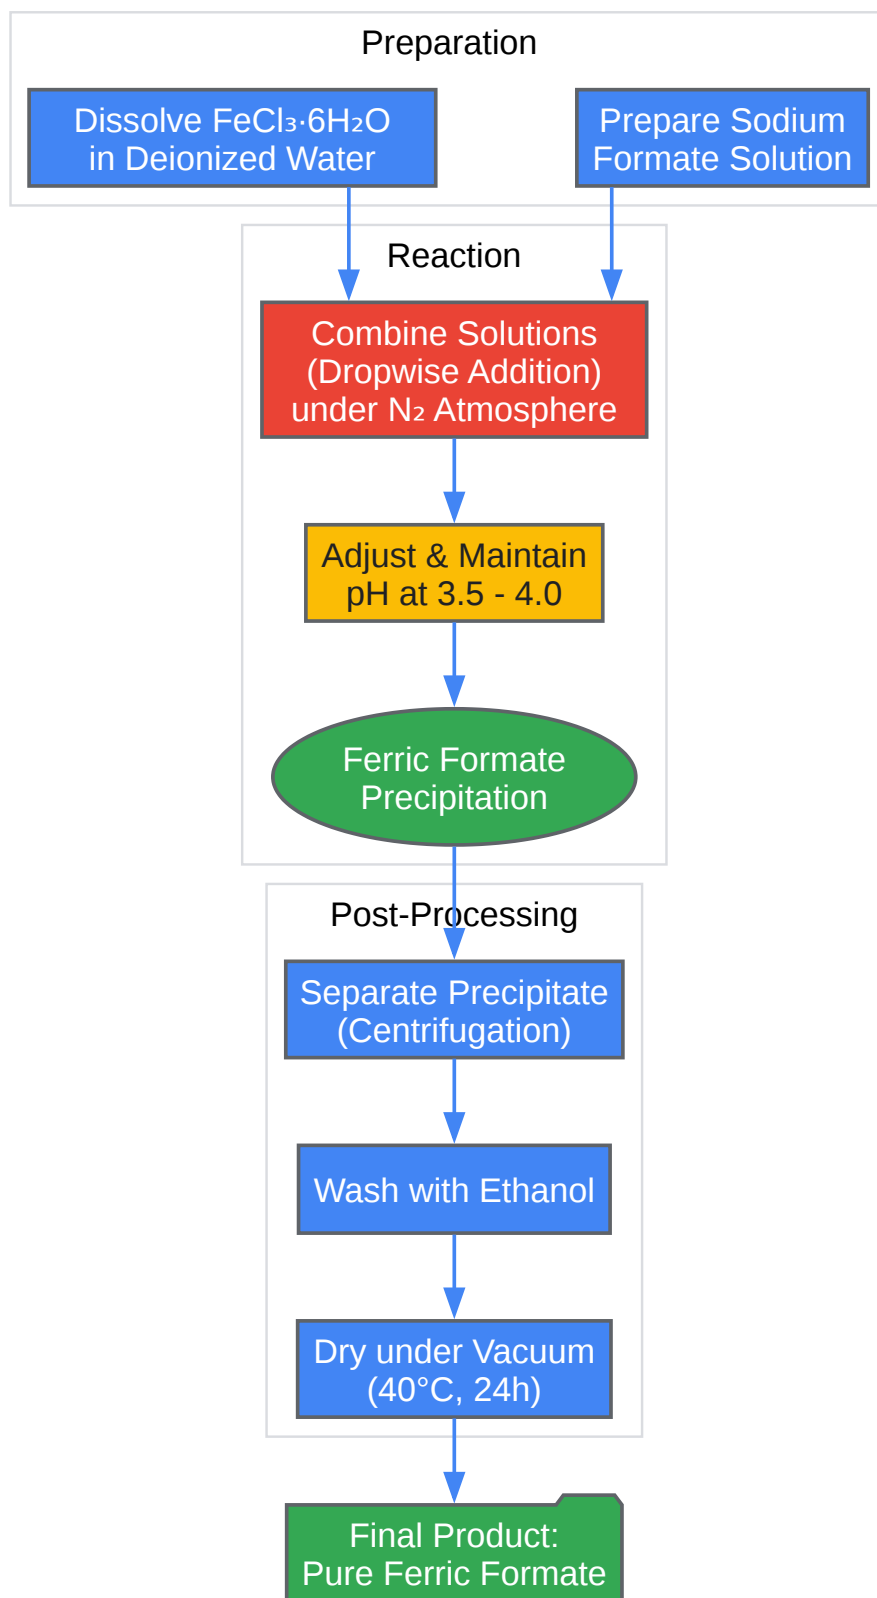 Preparation
Dissolve FeCl₃·6H₂O
in Deionized Water
Prepare Sodium
Formate Solution
Reaction
Combine Solutions
(Dropwise Addition)
under N₂ Atmosphere
Adjust & Maintain
pH at 3.5 - 4.0
Ferric Formate
Precipitation
Post-Processing
Separate Precipitate
(Centrifugation)
Wash with Ethanol
Dry under Vacuum
(40°C, 24h)
Final Product:
Pure Ferric Formate